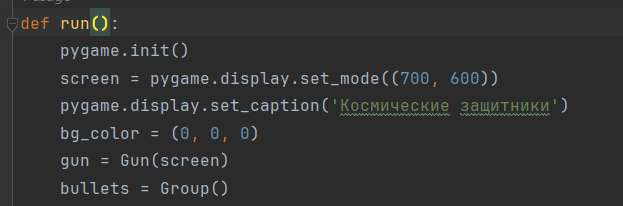 def run():
    pygame.init()
    screen = pygame.display.set_mode((700, 600))
    pygame.display.set_caption('Космические защитники')
    bg_color = (0, 0, 0)
    gun = Gun(screen)
    bullets = Group()